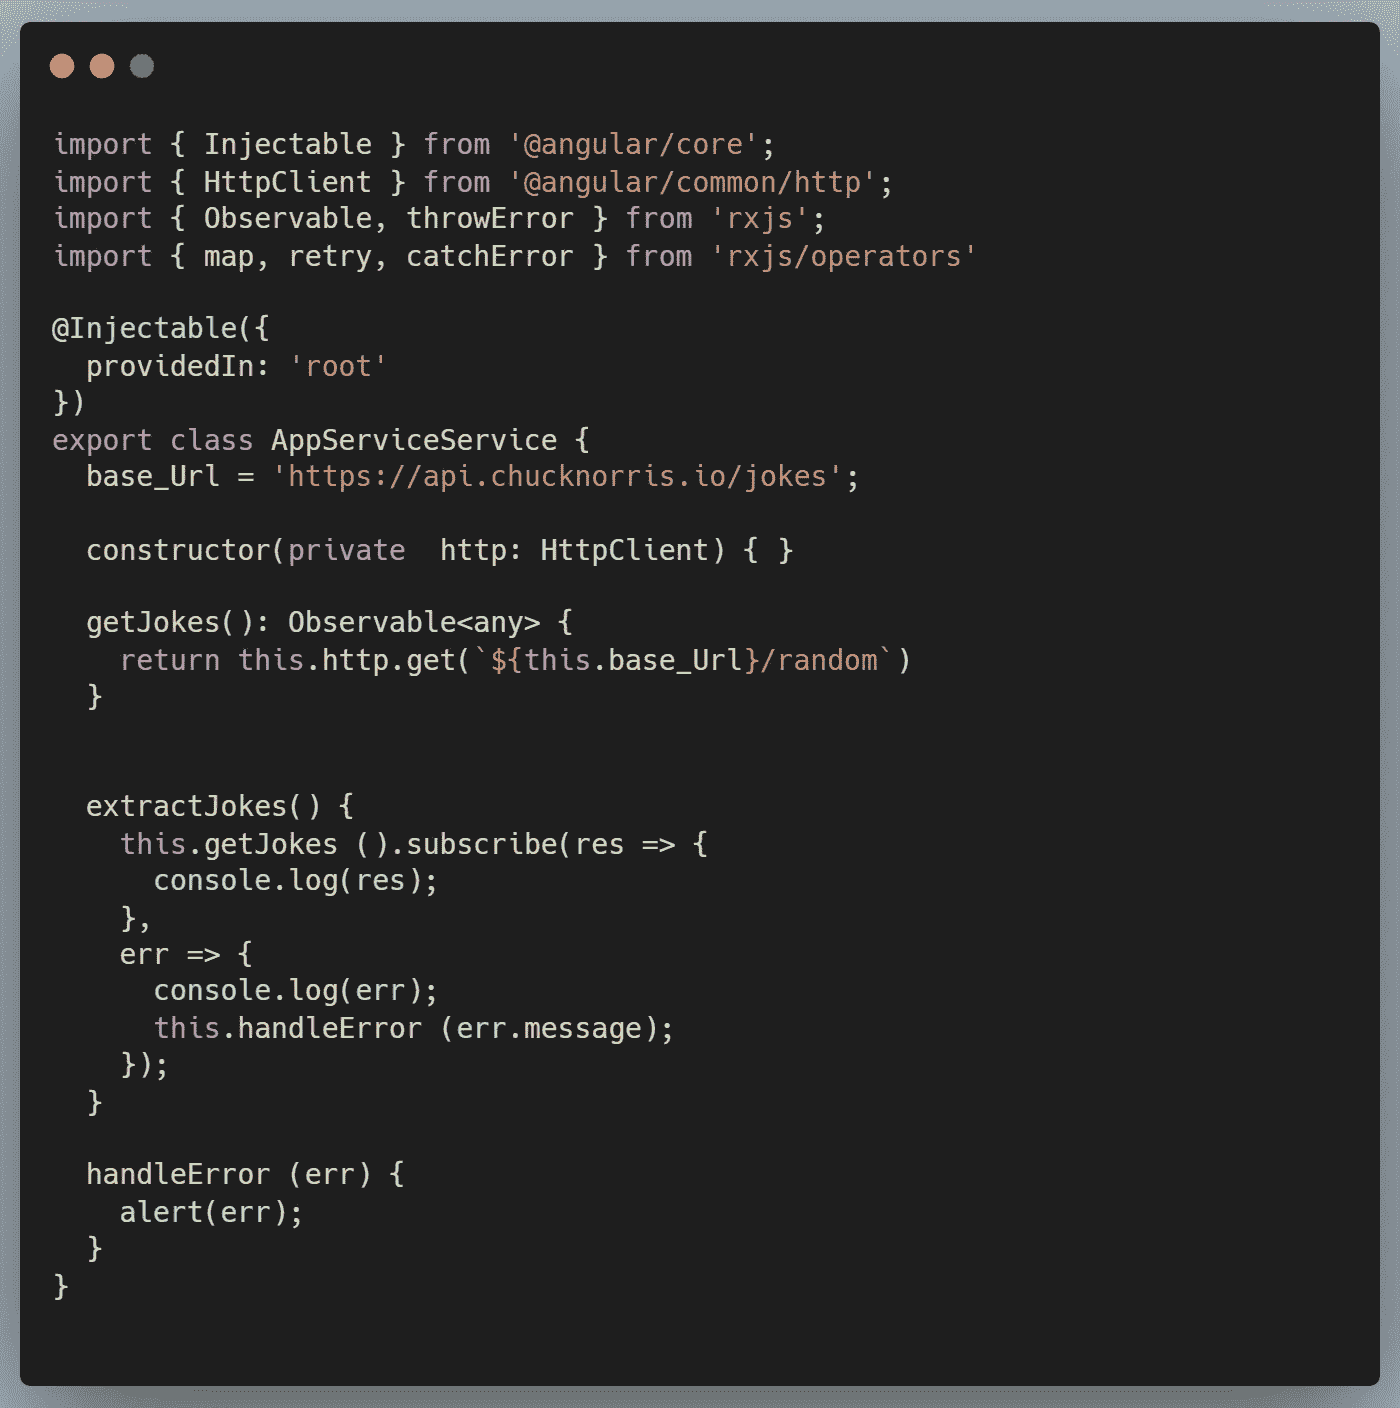 import { Injectable } from '@angular/core';
import { HttpClient } from '@angular/common/http';
import { Observable, throwError } from 'rxjs';
import { map, retry, catchError } from 'rxjs/operators'

@Injectable({
  providedIn: 'root'
})
export class AppServiceService {
  base_Url = 'https://api.chucknorris.io/jokes';

  constructor(private  http: HttpClient) { }

  getJokes(): Observable<any> {
    return this.http.get(`${this.base_Url}/random`)
  }


  extractJokes() {
    this.getJokes ().subscribe(res => {
      console.log(res);
    },
    err => {
      console.log(err);
      this.handleError (err.message);
    });
  }

  handleError (err) {
    alert(err);
  }
}